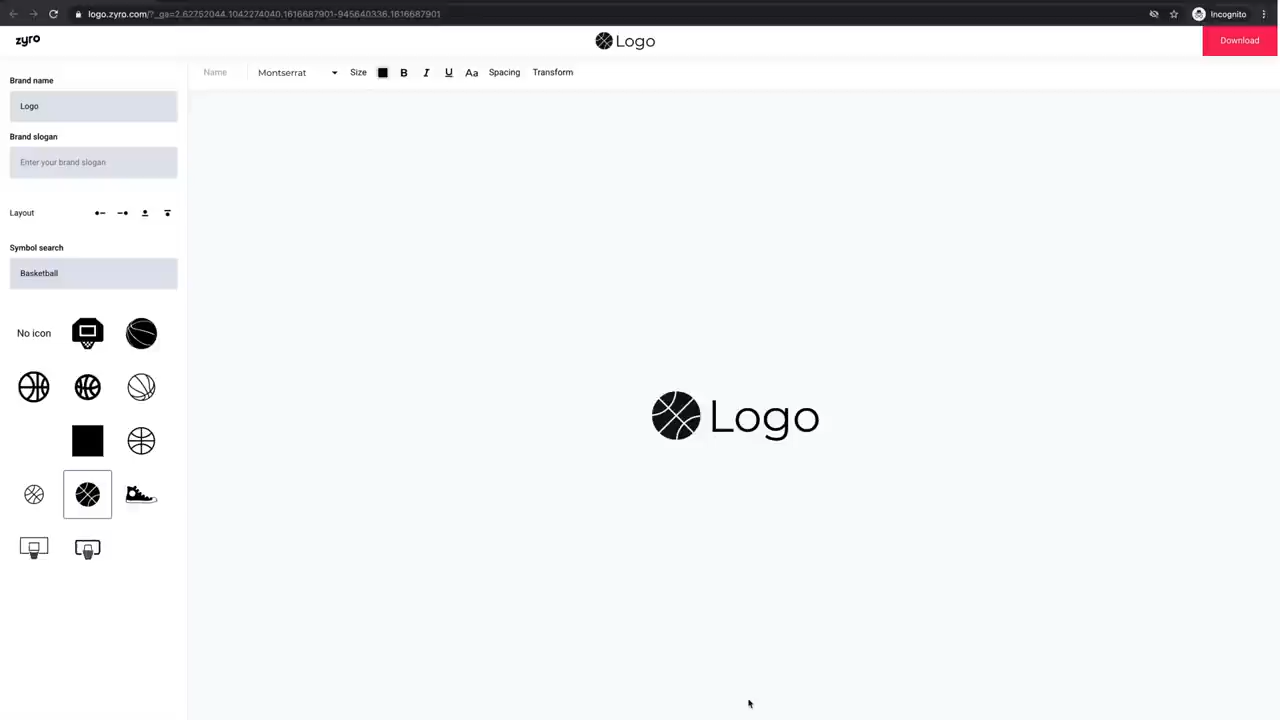 logo.zyro.com/?_ga=2.62752044.1042274040.1616687901-945640336.1616687901
Incognito
zyro
Logo
Download
Brand name
Name
Montserrat
Size
B
I
U
Aa
Spacing
Transform
Logo
Brand slogan
Enter your brand slogan
Layout
Symbol search
Basketball
No icon
Logo